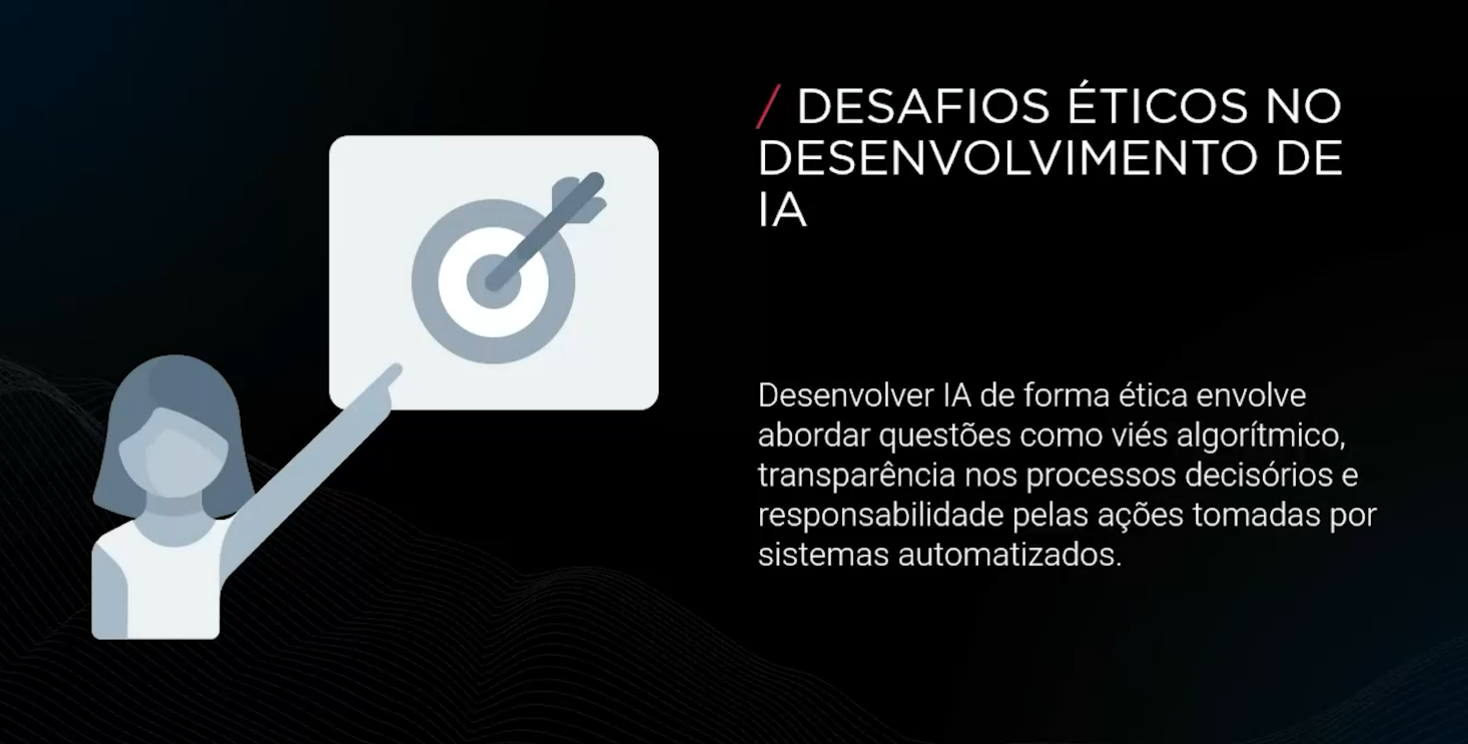 / DESAFIOS ÉTICOS NO
DESENVOLVIMENTO DE
IA
Desenvolver IA de forma ética envolve
abordar questões como viés algorítmico,
transparência nos processos decisórios e
responsabilidade pelas ações tomadas por
sistemas automatizados.